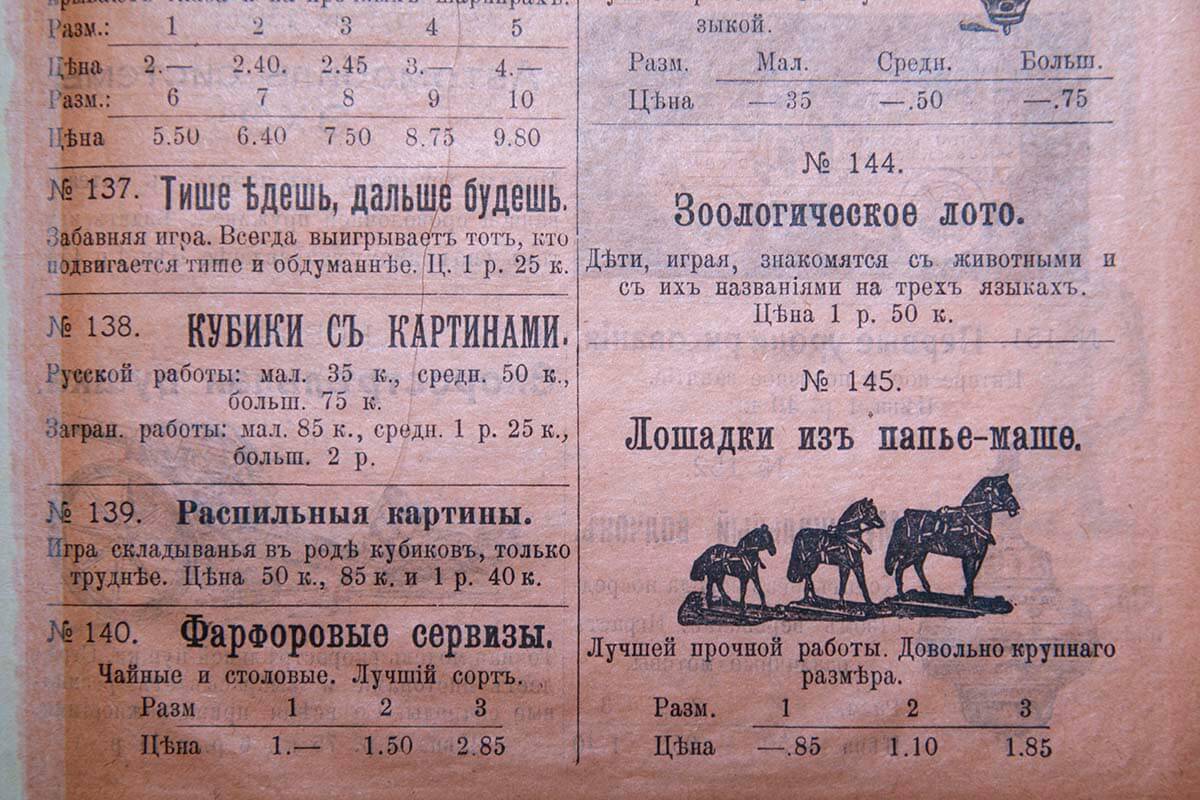 Разм.: 1 2 3 4 5
Цѣна 2.— 2.40. 2.45 3.— 4.—
Разм.: 6 7 8 9 10
Цѣна 5.50 6.40 7 50 8.75 9.80
№ 137. Тише ѣдешь, дальше будешь.
Забавняя игра. Всегда выигрываетъ тотъ, кто
подвигается тише и обдуманнѣе. Ц. 1 р. 25 к.
№ 138. КУБИКИ СЪ КАРТИНАМИ.
Русской работы: мал. 35 к., средн. 50 к.,
больш. 75 к.
Загран. работы: мал. 85 к., средн. 1 р. 25 к.,
больш. 2 р.
№ 139. Распильныя картины.
Игра складыванья въ родѣ кубиковъ, только
труднѣе. Цѣна 50 к., 85 к. и 1 р. 40 к.
№ 140. Фарфоровые сервизы.
Чайные и столовые. Лучшій сортъ.
Разм 1 2 3
Цѣна 1.— 1.50 2.85
зыкой.
Разм. Мал. Средн. Больш.
Цѣна — 35 —.50 —.75
№ 144.
Зоологическое лото.
Дѣти, играя, знакомятся съ животными и
съ ихъ названіями на трехъ языкахъ.
Цѣна 1 р. 50 к.
№ 145.
Лошадки изъ папье-маше.
Лучшей прочной работы. Довольно крупнаго
размѣра.
Разм. 1 2 3
Цѣна —.85 1.10 1.85